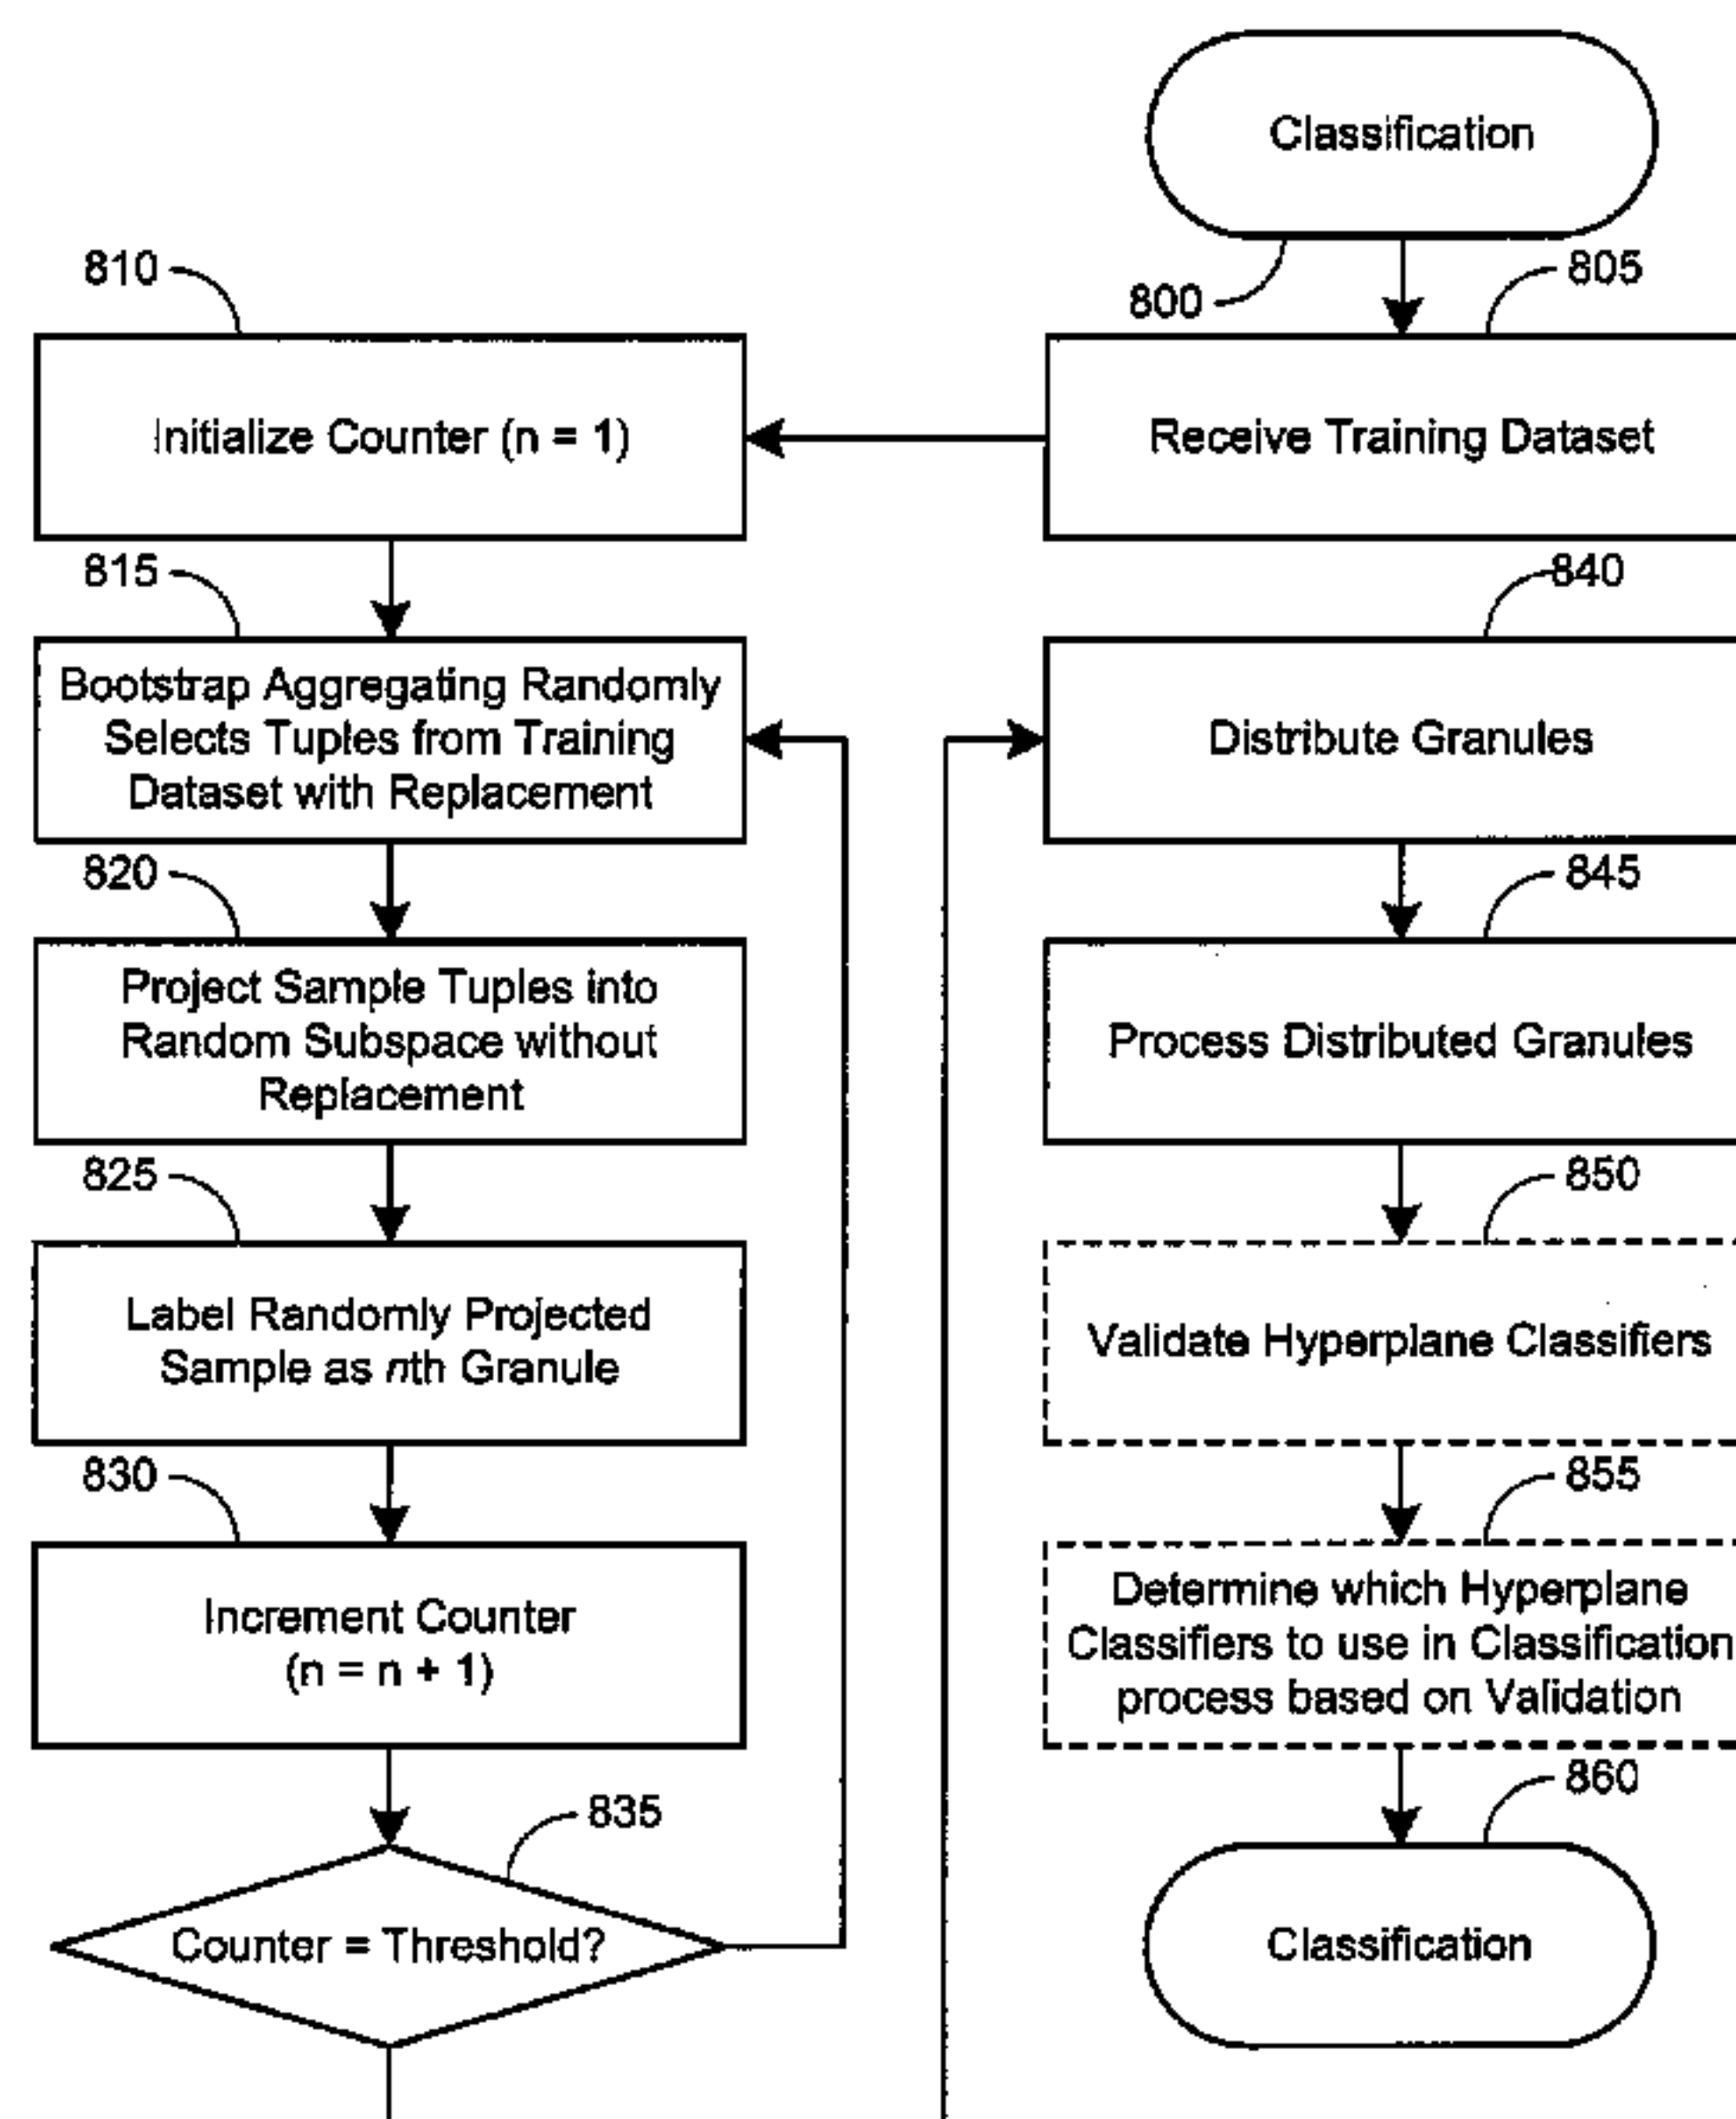 Classification
800
805
Receive Training Dataset
810
Initialize Counter (n = 1)
815
Bootstrap Aggregating Randomly
Selects Tuples from Training
Dataset with Replacement
820
Project Sample Tuples into
Random Subspace without
Replacement
825
Label Randomly Projected
Sample as nth Granule
830
Increment Counter
(n = n + 1)
835
Counter = Threshold?
840
Distribute Granules
845
Process Distributed Granules
850
Validate Hyperplane Classifiers
855
Determine which Hyperplane
Classifiers to use in Classification
process based on Validation
860
Classification